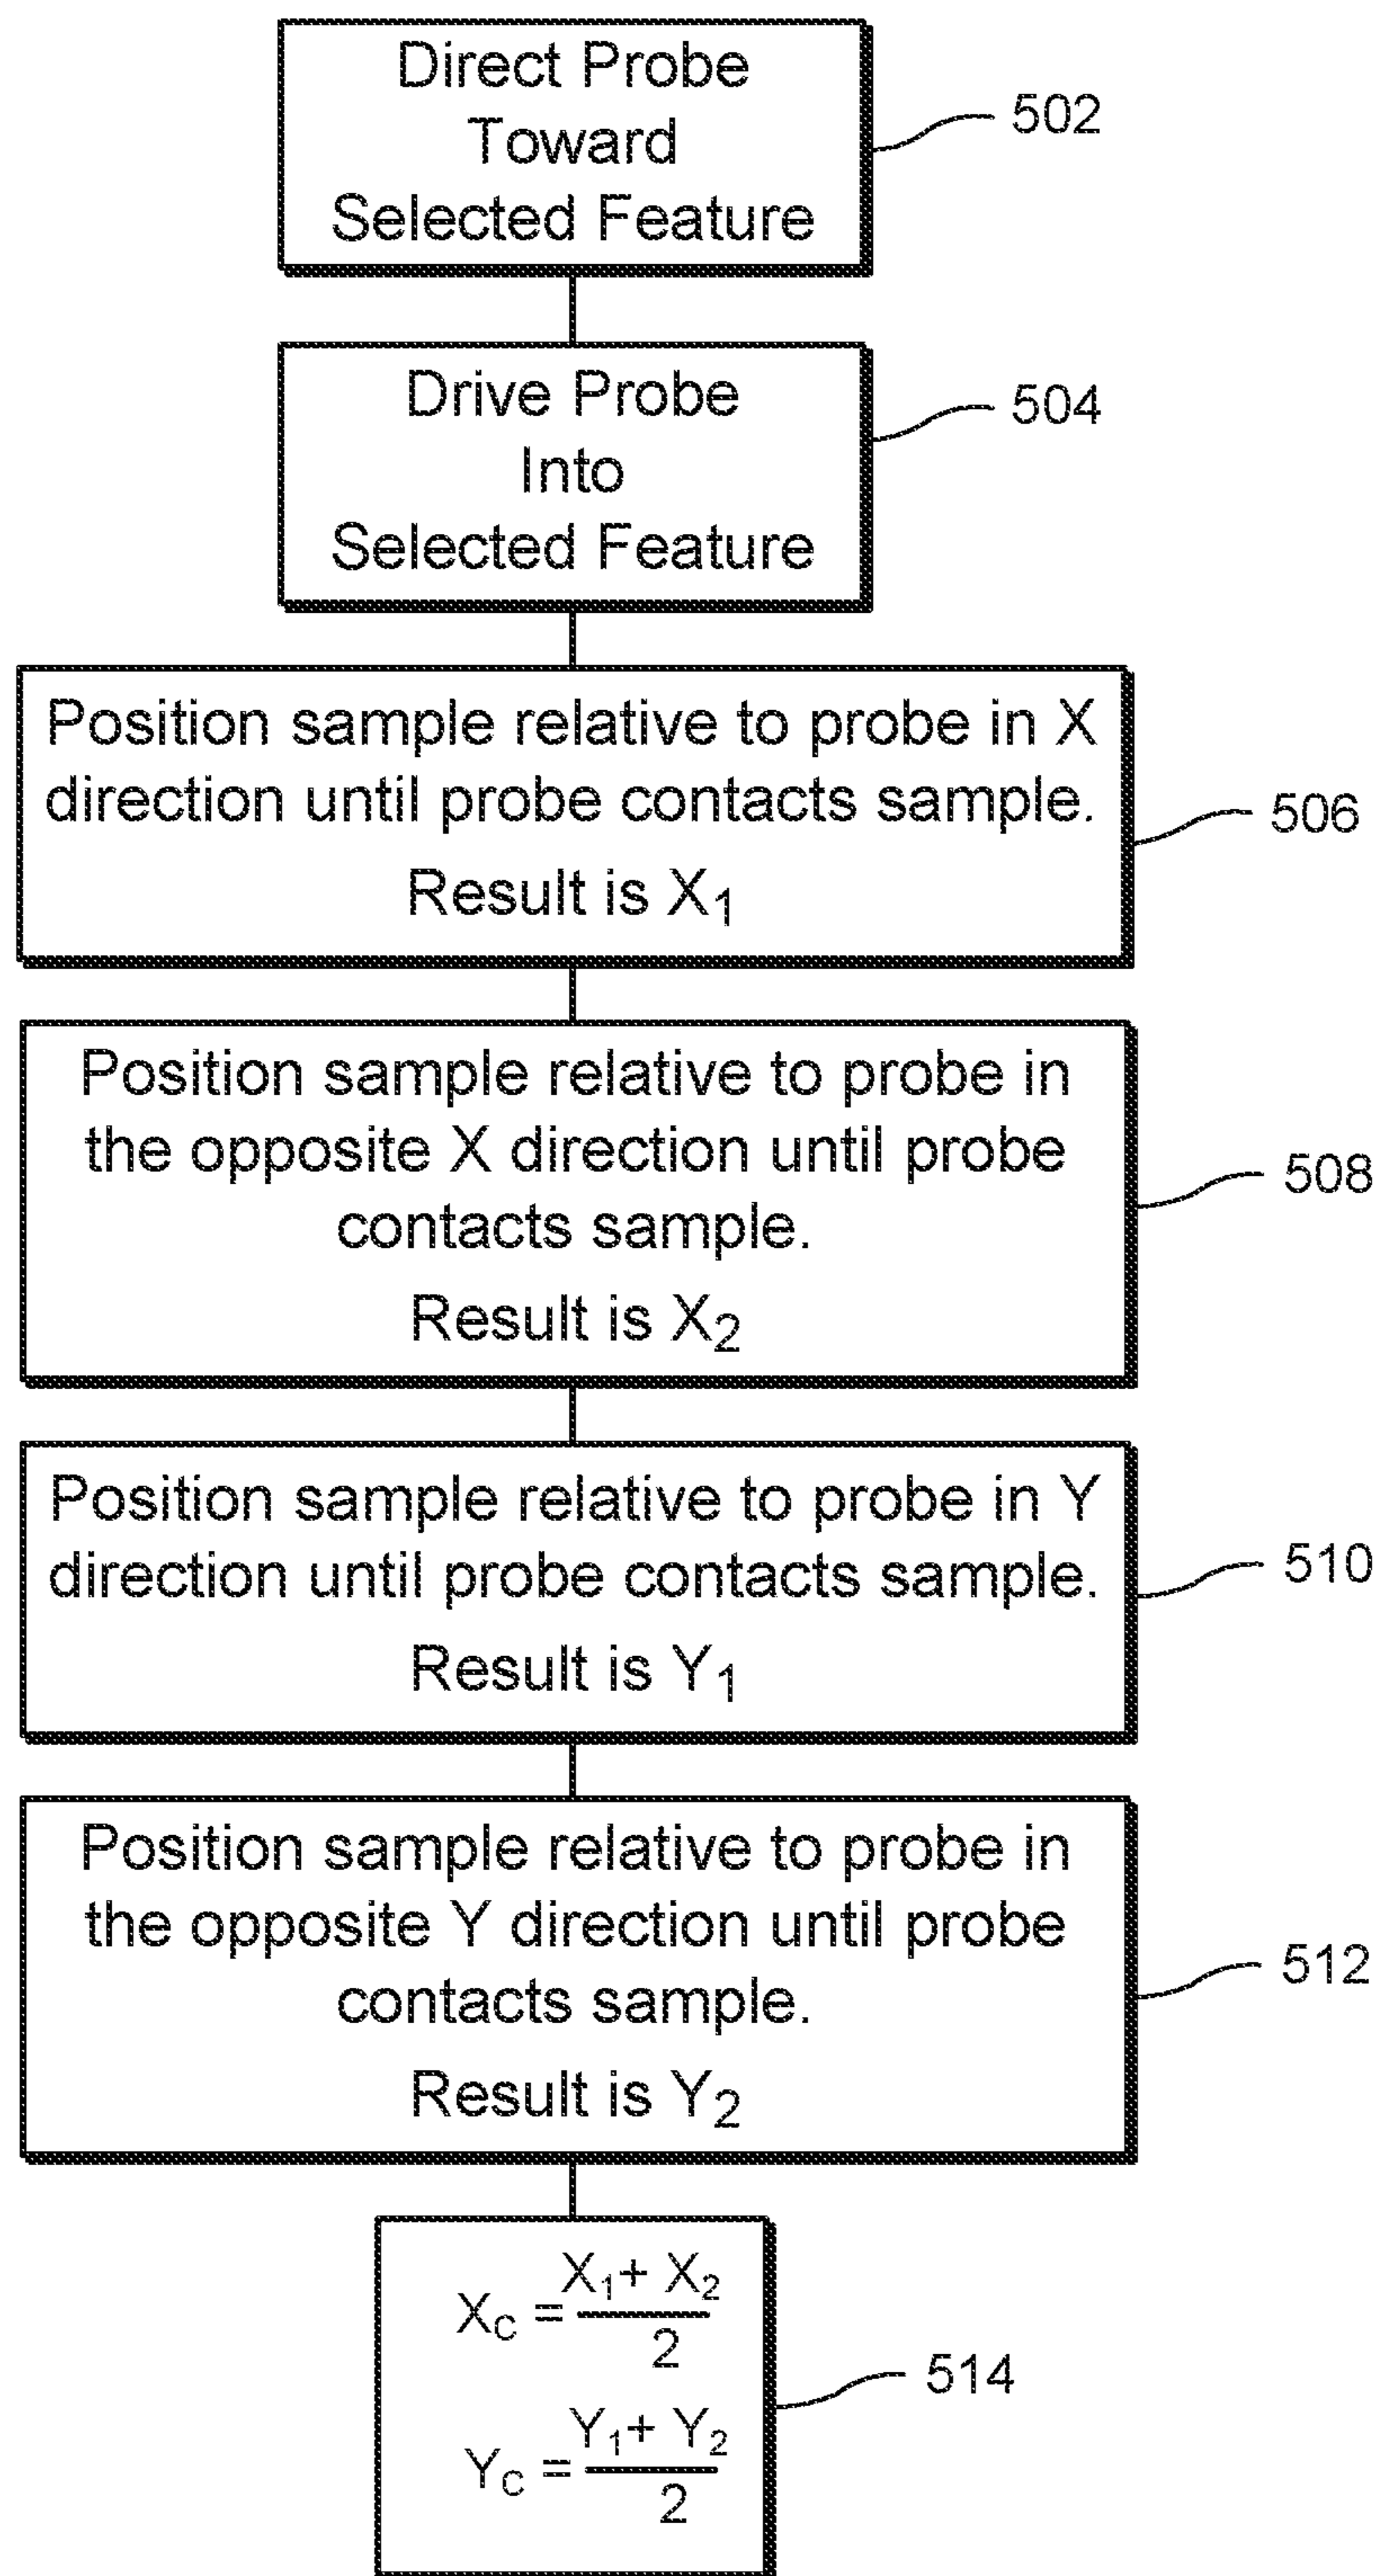 Direct Probe
Toward
Selected Feature
502
Drive Probe
Into
Selected Feature
504
Position sample relative to probe in X
direction until probe contacts sample.
Result is X₁
506
Position sample relative to probe in
the opposite X direction until probe
contacts sample.
Result is X₂
508
Position sample relative to probe in Y
direction until probe contacts sample.
Result is Y₁
510
Position sample relative to probe in
the opposite Y direction until probe
contacts sample.
Result is Y₂
512
X_C = (X₁ + X₂) / 2
Y_C = (Y₁ + Y₂) / 2
514